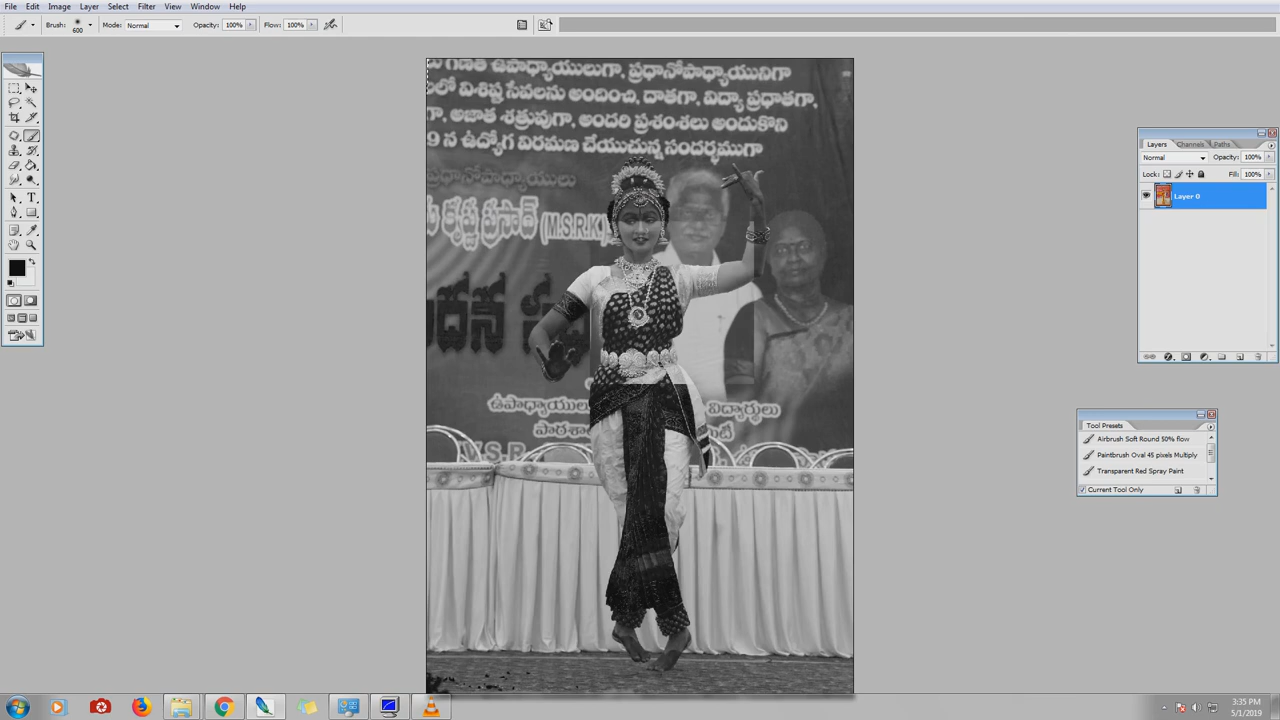 File Edit Image Layer Select Filter View Window Help
Brush: 600 Mode: Normal Opacity: 100% Flow: 100%
గణిత ఉపాధ్యాయులుగా, ప్రధానోపాధ్యాయునిగా
లో విశిష్ట సేవలను అందించి, దాతగా, విద్యా ప్రధాతగా,
గా, అజాత శత్రువుగా, అందరి ప్రశంశలు అందుకొని
9 న ఉద్యోగ విరమణ చేయుచున్న సందర్భముగా
ప్రధానోపాధ్యాయులు
కృష్ణ ప్రసాద్ (M.S.R.K
ఉపాధ్యాయులు విద్యార్థులు
M.S.R
Layers Channels Paths
Normal Opacity: 100%
Lock: Fill: 100%
Layer 0
Tool Presets
Airbrush Soft Round 50% flow
Paintbrush Oval 45 pixels Multiply
Transparent Red Spray Paint
Current Tool Only
3:35 PM
5/1/2019